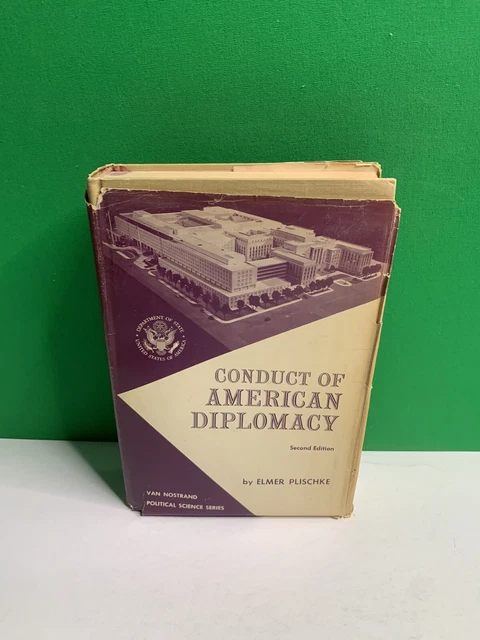 DEPARTMENT OF STATE
UNITED STATES OF AMERICA
CONDUCT OF
AMERICAN
DIPLOMACY
Second Edition
by ELMER PLISCHKE
VAN NOSTRAND
POLITICAL SCIENCE SERIES